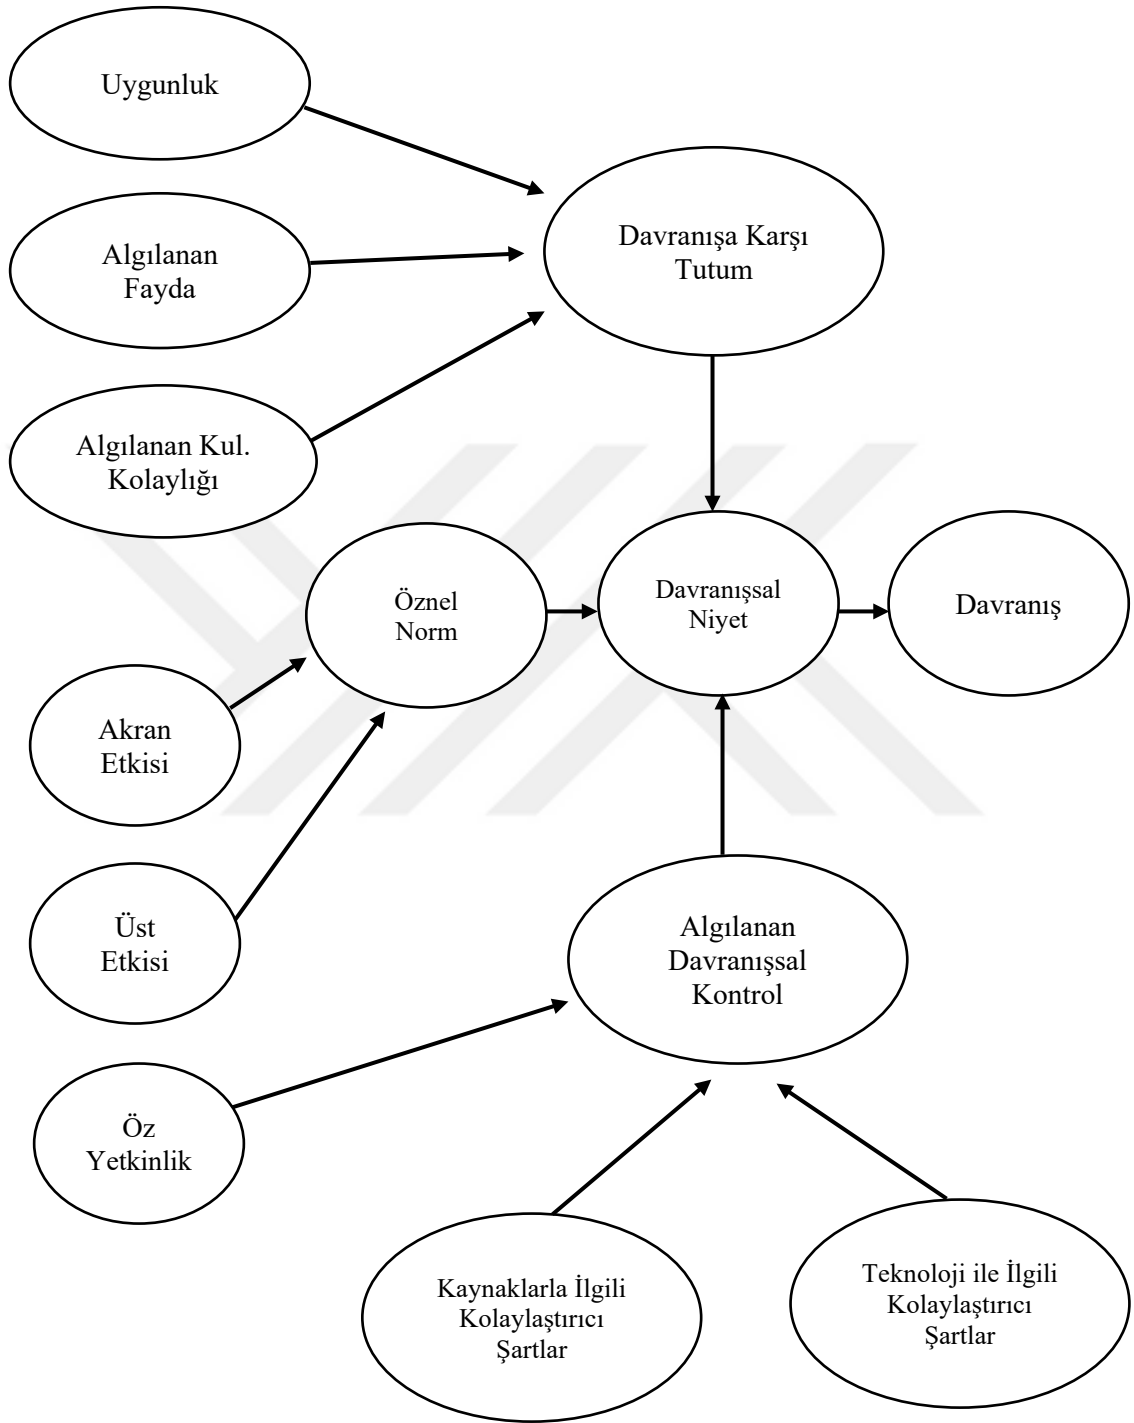 Uygunluk
Algılanan
Fayda
Algılanan Kul.
Kolaylığı
Davranışa Karşı
Tutum
Öznel
Norm
Davranışsal
Niyet
Davranış
Akran
Etkisi
Üst
Etkisi
Algılanan
Davranışsal
Kontrol
Öz
Yetkinlik
Kaynaklarla İlgili
Kolaylaştırıcı
Şartlar
Teknoloji ile İlgili
Kolaylaştırıcı
Şartlar